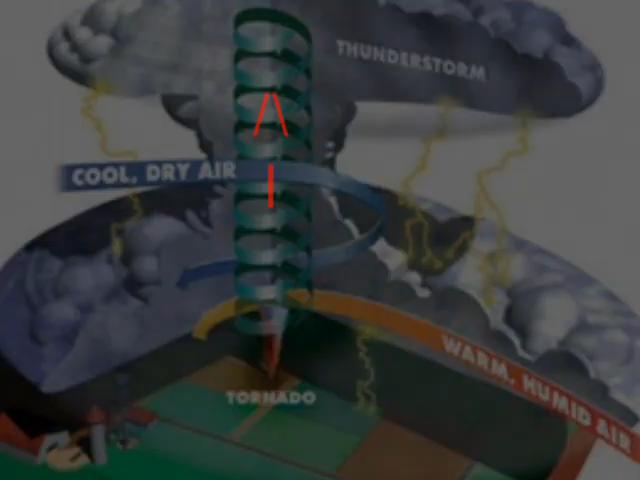 THUNDERSTORM
COOL, DRY AIR
WARM, HUMID AIR
TORNADO